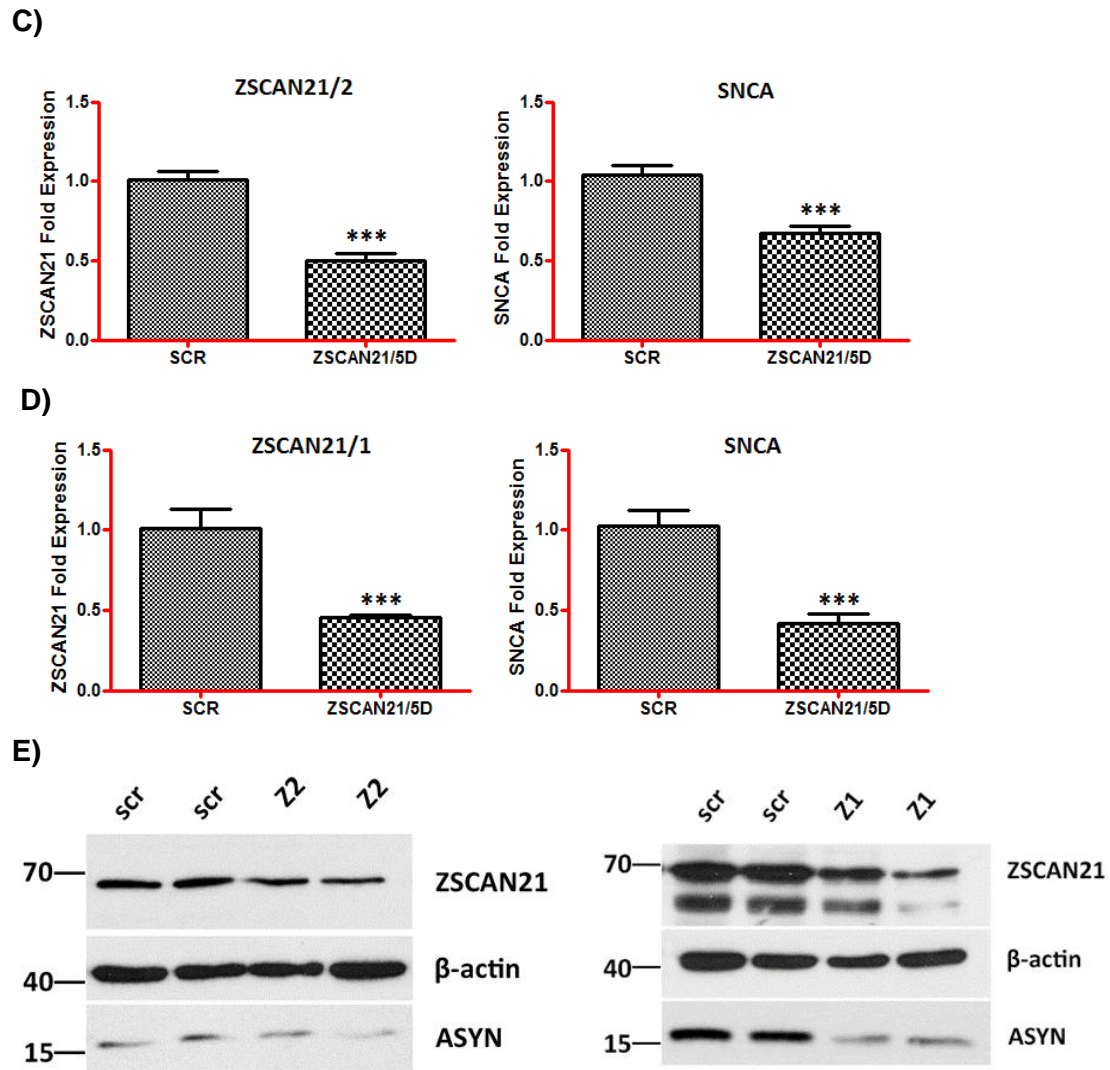 C)
ZSCAN21/2
ZSCAN21 Fold Expression
1.5
1.0
0.5
0.0
***
SCR
ZSCAN21/5D
SNCA
SNCA Fold Expression
1.5
1.0
0.5
0.0
***
SCR
ZSCAN21/5D
D)
ZSCAN21/1
ZSCAN21 Fold Expression
1.5
1.0
0.5
0.0
***
SCR
ZSCAN21/5D
SNCA
SNCA Fold Expression
1.5
1.0
0.5
0.0
***
SCR
ZSCAN21/5D
E)
scr scr Z2 Z2
70 ZSCAN21
40 β-actin
15 ASYN
scr scr Z1 Z1
70 ZSCAN21
40 β-actin
15 ASYN